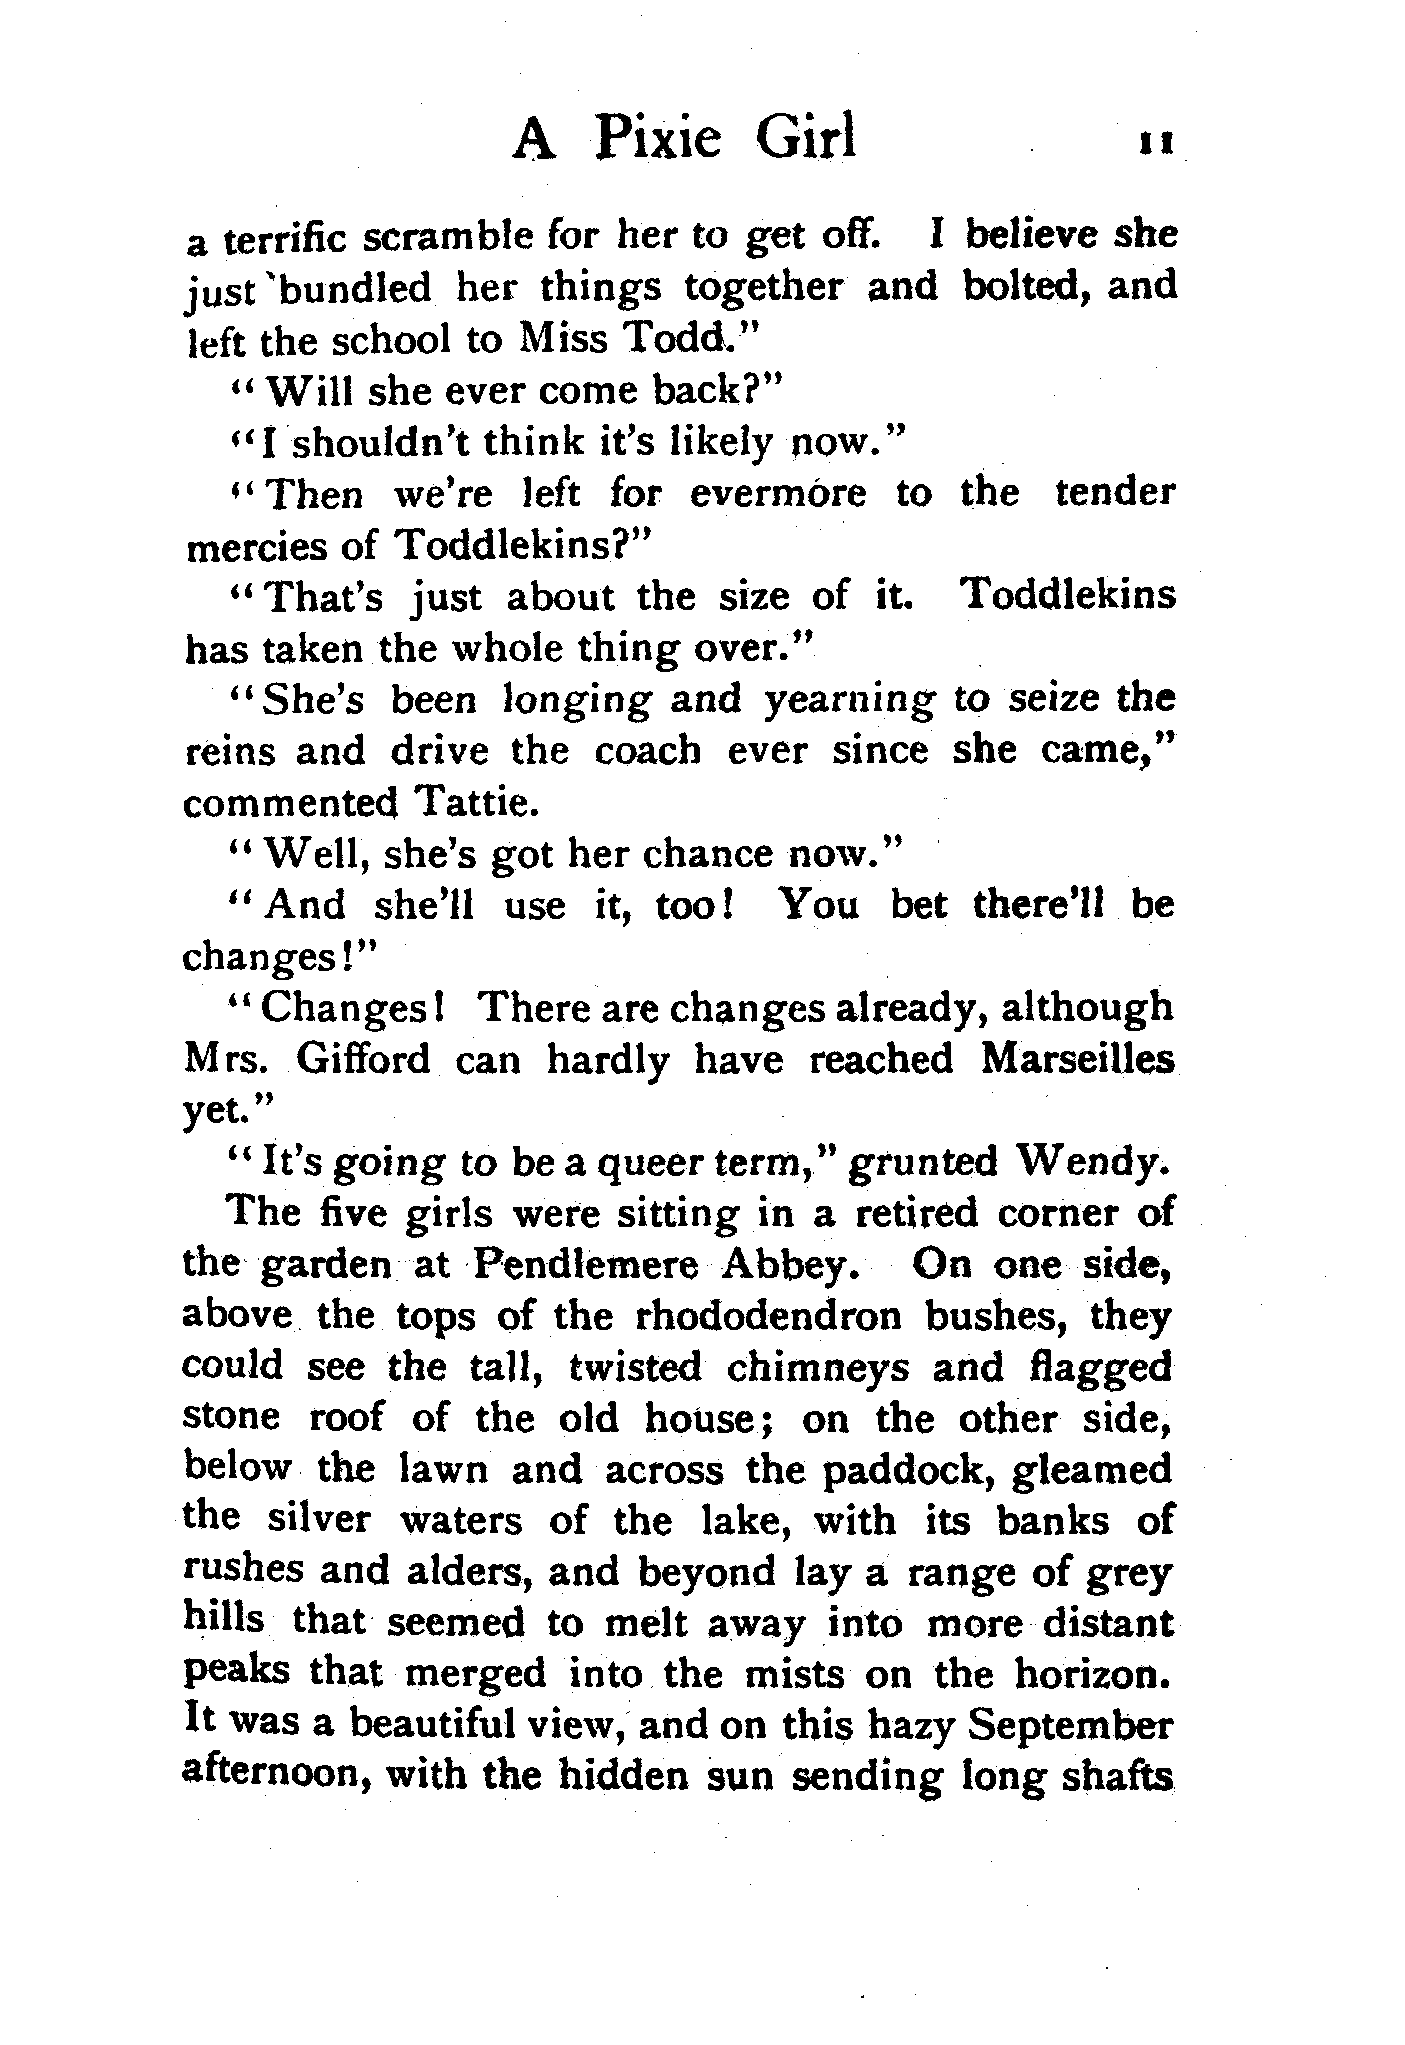 A Pixie Girl 11
a terrific scramble for her to get off. I believe she
just bundled her things together and bolted, and
left the school to Miss Todd."
"Will she ever come back?"
"I shouldn't think it's likely now."
"Then we're left for evermore to the tender
mercies of Toddlekins?"
"That's just about the size of it. Toddlekins
has taken the whole thing over."
"She's been longing and yearning to seize the
reins and drive the coach ever since she came,"
commented Tattie.
"Well, she's got her chance now."
"And she'll use it, too! You bet there'll be
changes!"
"Changes! There are changes already, although
Mrs. Gifford can hardly have reached Marseilles
yet."
"It's going to be a queer term," grunted Wendy.
The five girls were sitting in a retired corner of
the garden at Pendlemere Abbey. On one side,
above the tops of the rhododendron bushes, they
could see the tall, twisted chimneys and flagged
stone roof of the old house; on the other side,
below the lawn and across the paddock, gleamed
the silver waters of the lake, with its banks of
rushes and alders, and beyond lay a range of grey
hills that seemed to melt away into more distant
peaks that merged into the mists on the horizon.
It was a beautiful view, and on this hazy September
afternoon, with the hidden sun sending long shafts